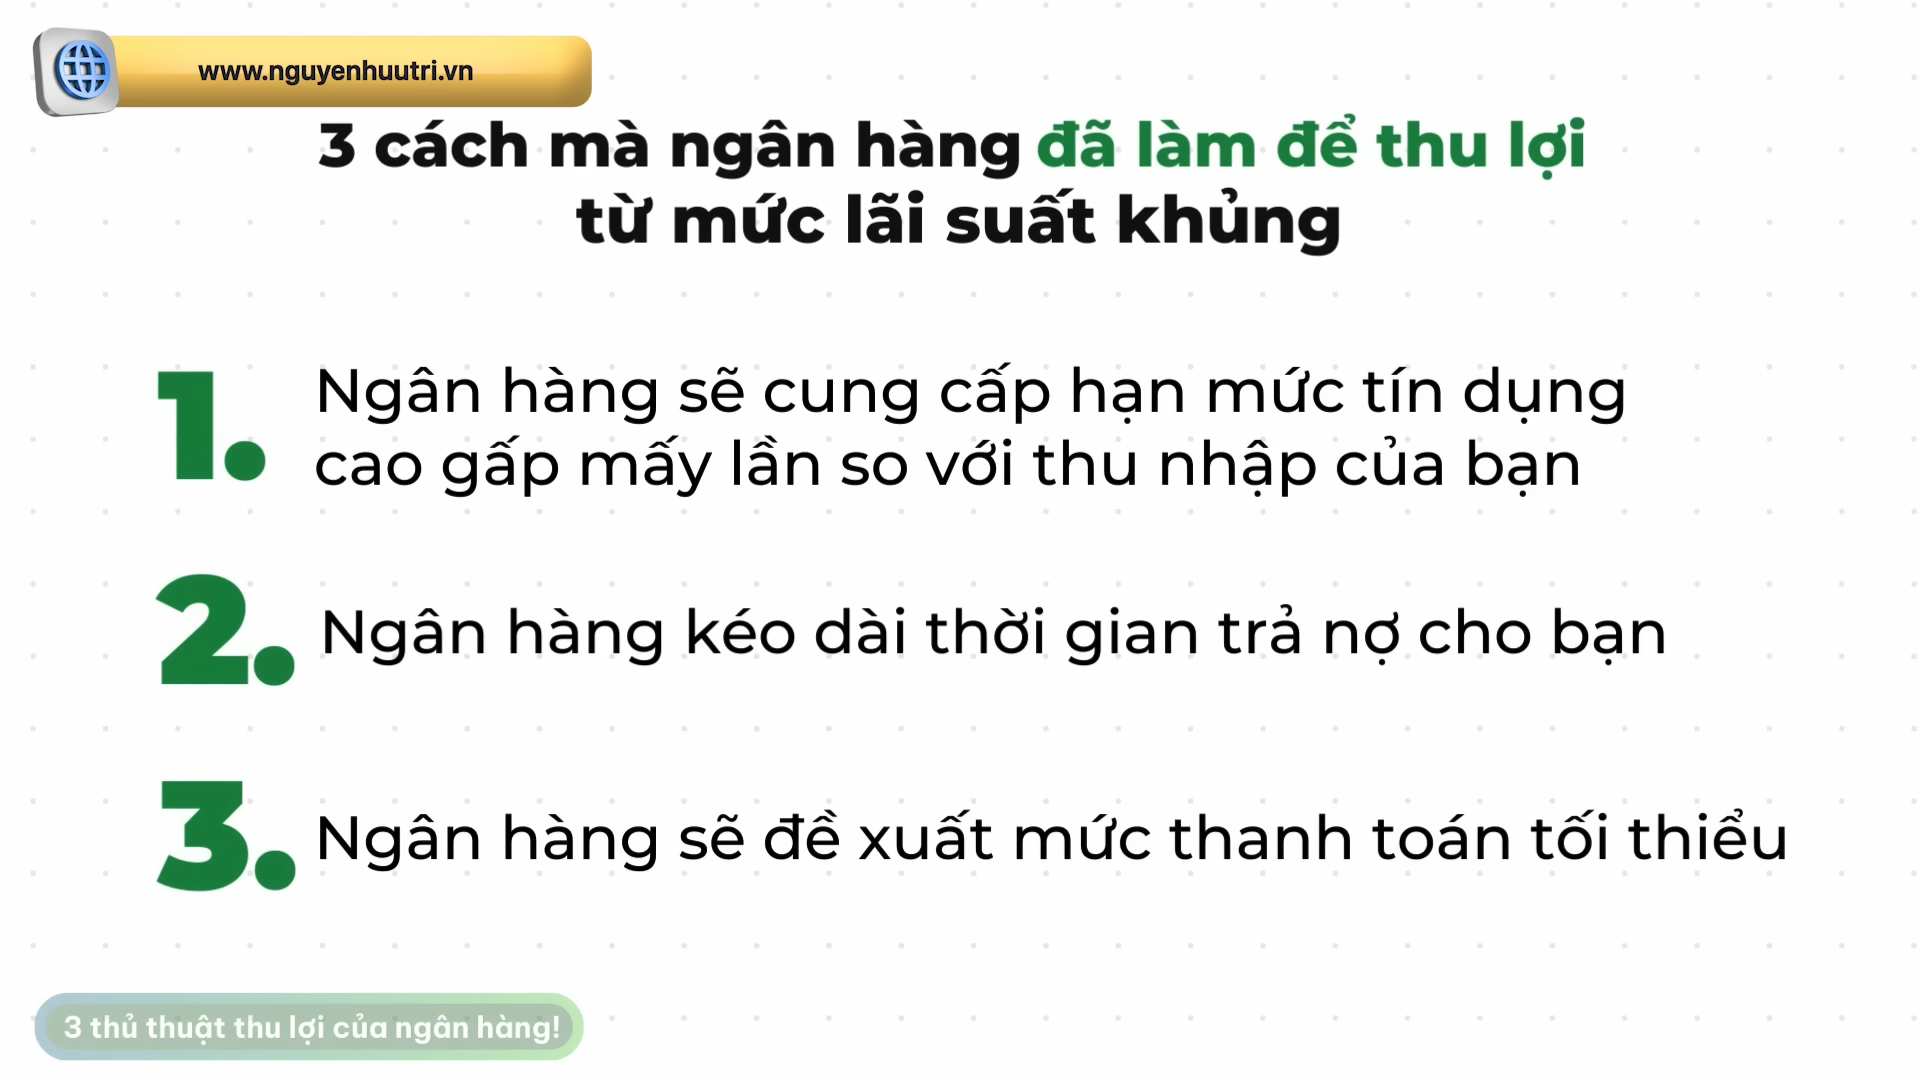 www.nguyenhuutri.vn
3 cách mà ngân hàng đã làm để thu lợi
từ mức lãi suất khủng
1. Ngân hàng sẽ cung cấp hạn mức tín dụng
cao gấp mấy lần so với thu nhập của bạn
2. Ngân hàng kéo dài thời gian trả nợ cho bạn
3. Ngân hàng sẽ đề xuất mức thanh toán tối thiểu
3 thủ thuật thu lợi của ngân hàng!